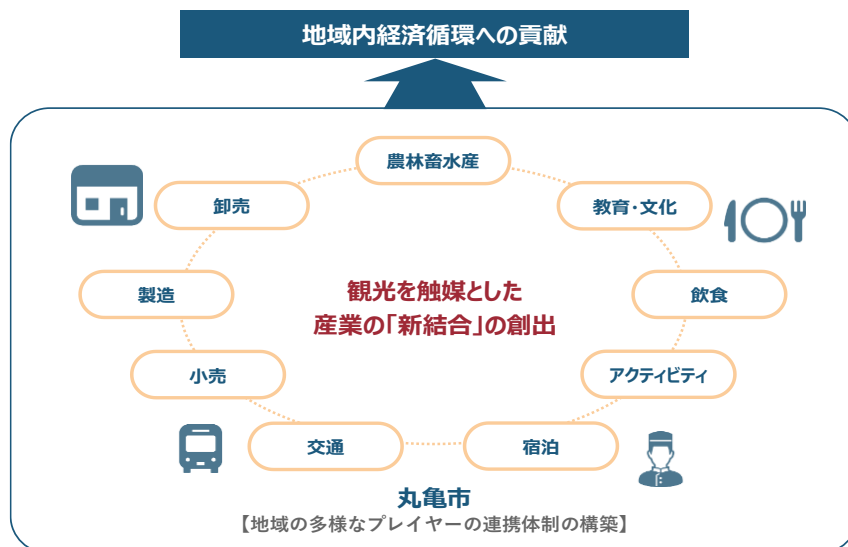 地域内経済循環への貢献
農林畜水産
卸売
教育・文化
製造
観光を触媒とした
産業の「新結合」の創出
飲食
小売
アクティビティ
交通
宿泊
丸亀市
【地域の多様なプレイヤーの連携体制の構築】